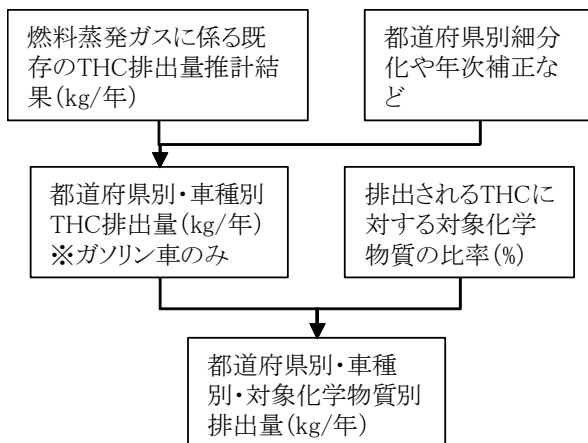 燃料蒸発ガスに係る既
存のTHC排出量推計結
果(kg/年)
都道府県別細分
化や年次補正な
ど
都道府県別・車種別
THC排出量(kg/年)
※ガソリン車のみ
排出されるTHCに
対する対象化学
物質の比率(%)
都道府県別・車種
別・対象化学物質別
排出量(kg/年)